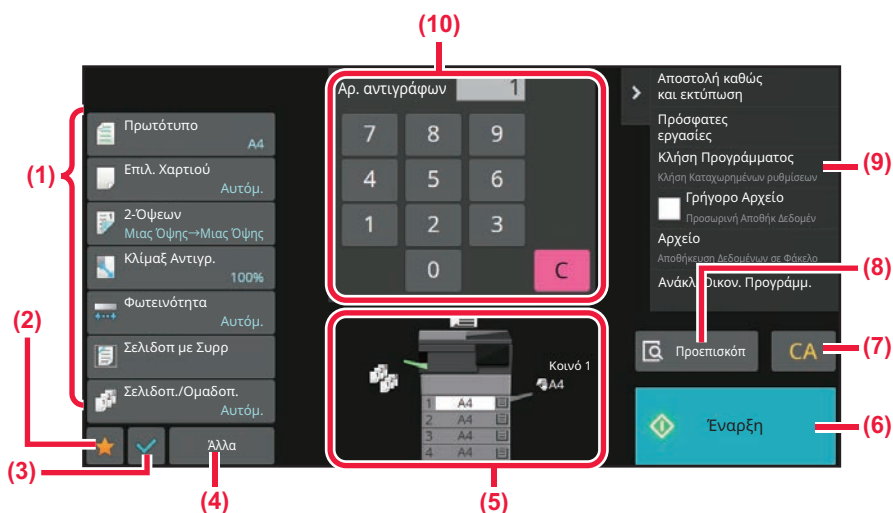 (10)
Αρ. αντιγράφων 1
7 8 9
4 5 6
1 2 3
0 C
(1)
Πρωτότυπο
A4
Επιλ. Χαρτιού
Αυτόμ.
2-Όψεων
Μιας Όψης→Μιας Όψης
Κλίμαξ Αντιγρ.
100%
Φωτεινότητα
Αυτόμ.
Σελιδοπ με Συρρ
Σελιδοπ./Ομαδοπ.
Αυτόμ.
(2)
(3)
Άλλα
(4)
Κοινό 1
A4
1 A4
2 A4
3 A4
4 A4
(5)
Αποστολή καθώς
και εκτύπωση
Πρόσφατες
εργασίες
Κλήση Προγράμματος
Κλήση Καταχωρημένων ρυθμίσεων
(9)
Γρήγορο Αρχείο
Προσωρινή Αποθήκ Δεδομέν
Αρχείο
Αποθήκευση Δεδομένων σε Φάκελο
(8)
Οικον. Προγράμμ.
Προεπισκόπ
CA
(7)
Έναρξη
(6)